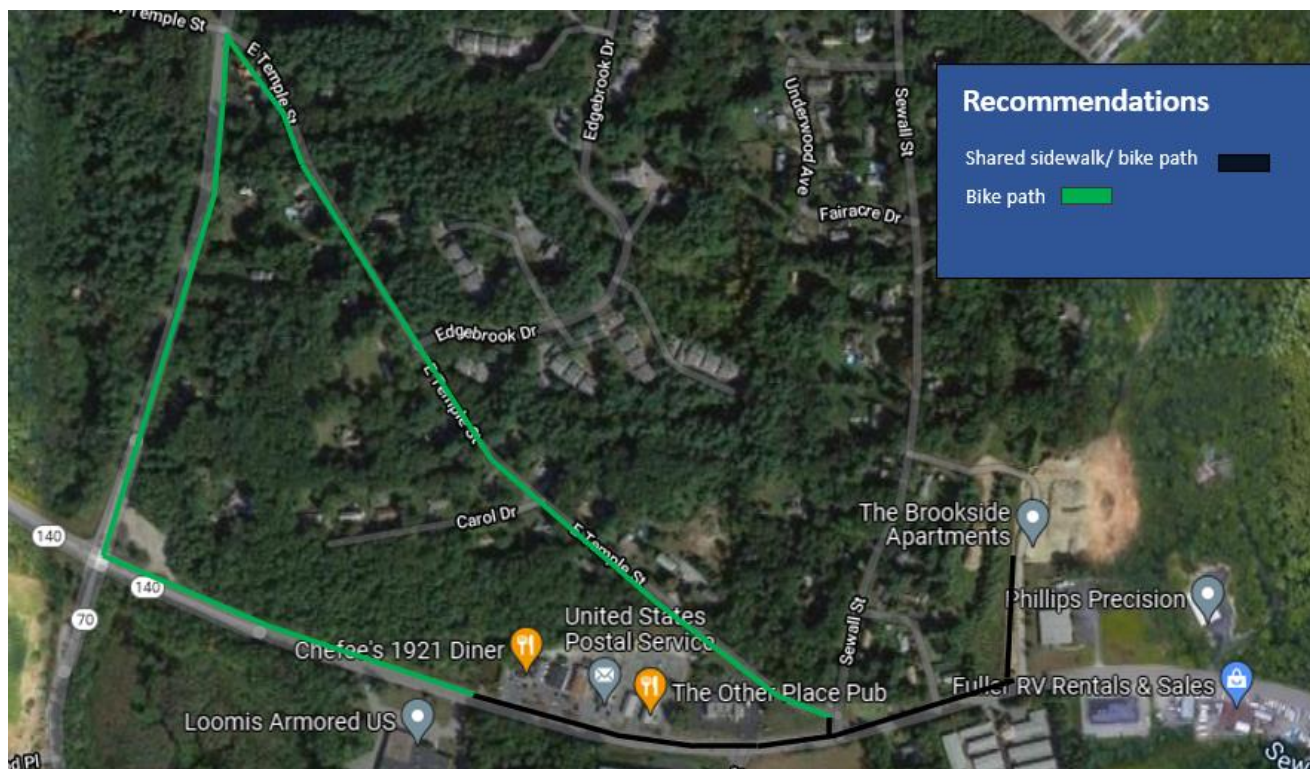 W Temple St
E Temple St
Edgebrook Dr
Underwood Ave
Sewall St
Fairacre Dr
Recommendations
Shared sidewalk/ bike path
Bike path
Edgebrook Dr
E Temple St
Carol Dr
E Temple St
The Brookside
Apartments
140
140
70
Chefee's 1921 Diner
United States
Postal Service
Sewall St
Phillips Precision
The Other Place Pub
Fuller RV Rentals & Sales
Loomis Armored US
d Pl
Sew